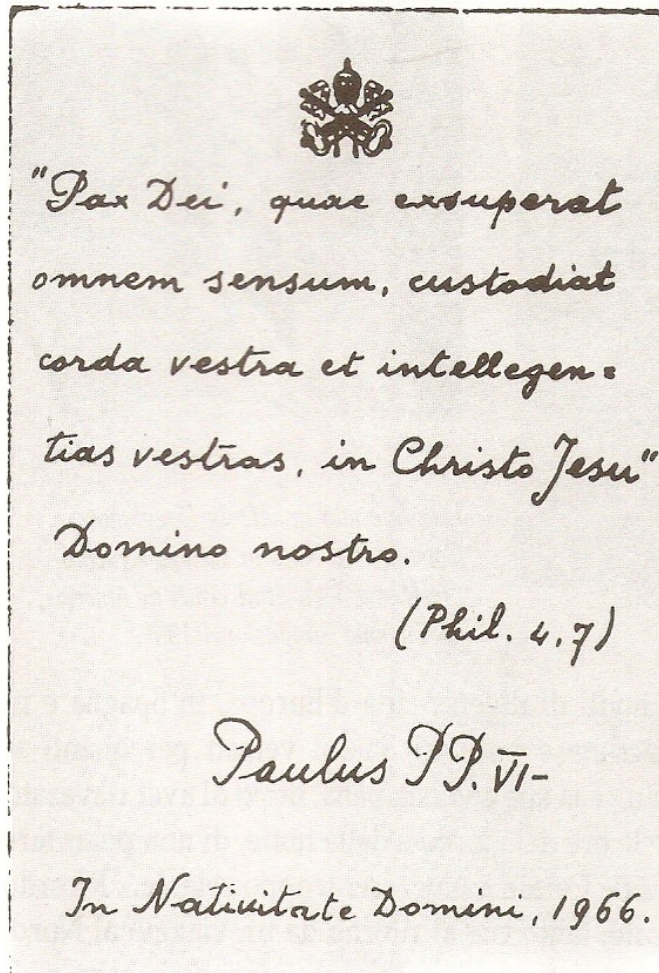 "Pax Dei, quae exsuperat
omnem sensum, custodiat
corda vestra et intellegen=
tias vestras, in Christo Jesu"
Domino nostro.
(Phil. 4,7)
Paulus PP. VI-
In Nativitate Domini, 1966.